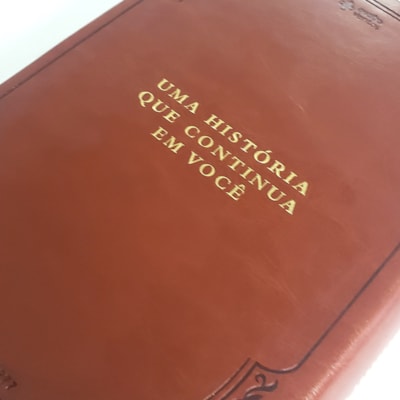 UMA HISTÓRIA
QUE CONTINUA
EM VOCÊ